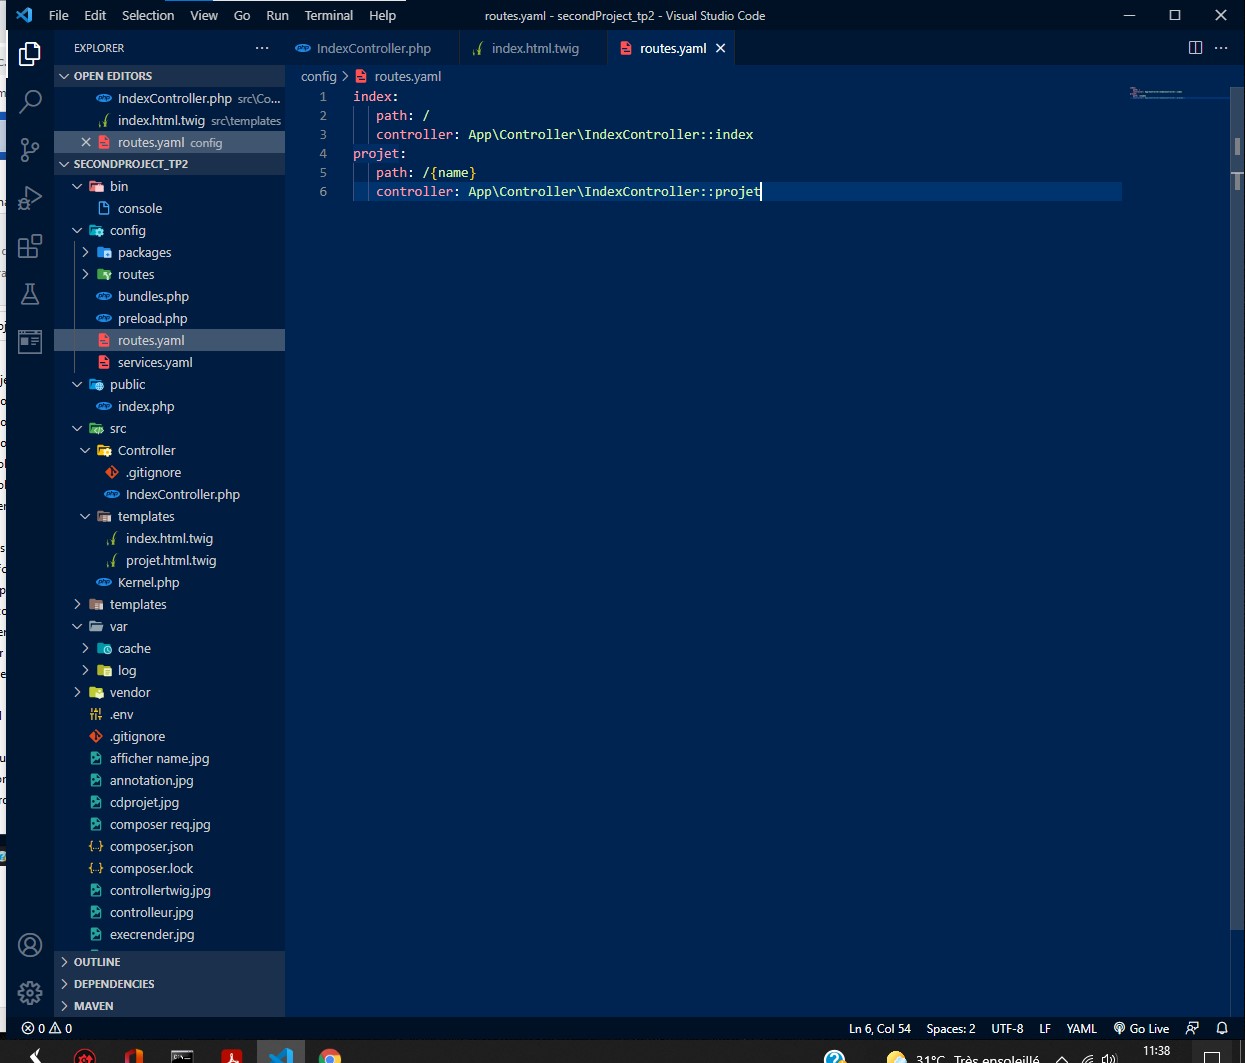 File Edit Selection View Go Run Terminal Help
routes.yaml - secondProject_tp2 - Visual Studio Code
EXPLORER
IndexController.php
index.html.twig
routes.yaml
OPEN EDITORS
IndexController.php src\Co...
index.html.twig src\templates
routes.yaml config
SECONDPROJECT_TP2
bin
console
config
packages
routes
bundles.php
preload.php
routes.yaml
services.yaml
public
index.php
src
Controller
.gitignore
IndexController.php
templates
index.html.twig
projet.html.twig
Kernel.php
templates
var
cache
log
vendor
.env
.gitignore
afficher name.jpg
annotation.jpg
cdprojet.jpg
composer req.jpg
composer.json
composer.lock
controllertwig.jpg
controlleur.jpg
execrender.jpg
OUTLINE
DEPENDENCIES
MAVEN
config > routes.yaml
1 index:
2 path: /
3 controller: App\Controller\IndexController::index
4 projet:
5 path: /{name}
6 controller: App\Controller\IndexController::projet
0 0
Ln 6, Col 54 Spaces: 2 UTF-8 LF YAML Go Live
31°C Très ensoleillé
11:38